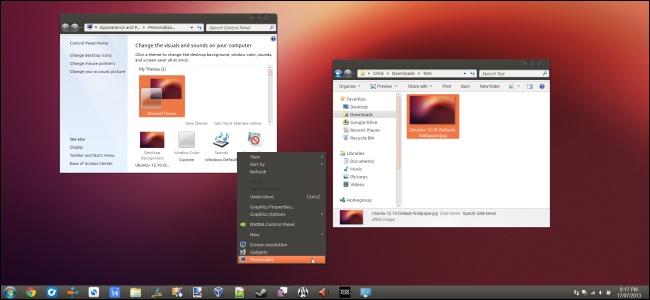 Appearance and P...
Personaliza...
Search Control Panel
Control Panel Home
Change desktop icons
Change mouse pointers
Change your account picture
See also
Display
Taskbar and Start Menu
Ease of Access Center
Change the visuals and sounds on your computer
Click a theme to change the desktop background, window color, sounds,
and screen saver all at once.
My Themes (2)
Unsaved Theme
Save theme
Get more themes online
Desktop
Background
Ubuntu-12.10-D
Window Color
Custom
Sounds
Windows Default
View
Sort by
Refresh
Undo Move
Ctrl+Z
Graphics Properties...
Graphics Options
NVIDIA Control Panel
New
Screen resolution
Gadgets
Personalize
Chris
Downloads
Test
Search Test
Organize
Preview
Share with
Print
Burn
New folder
Favorites
Desktop
Downloads
Google Drive
Recent Places
Recycle Bin
Libraries
Documents
Music
Pictures
Videos
Homegroup
Ubuntu-12.10-Default-
Wallpaper.jpg
Ubuntu-12.10-Default-Wallpaper.jpg
Date taken: Specify date taken
JPEG image
14
8:17 PM
17/07/2013